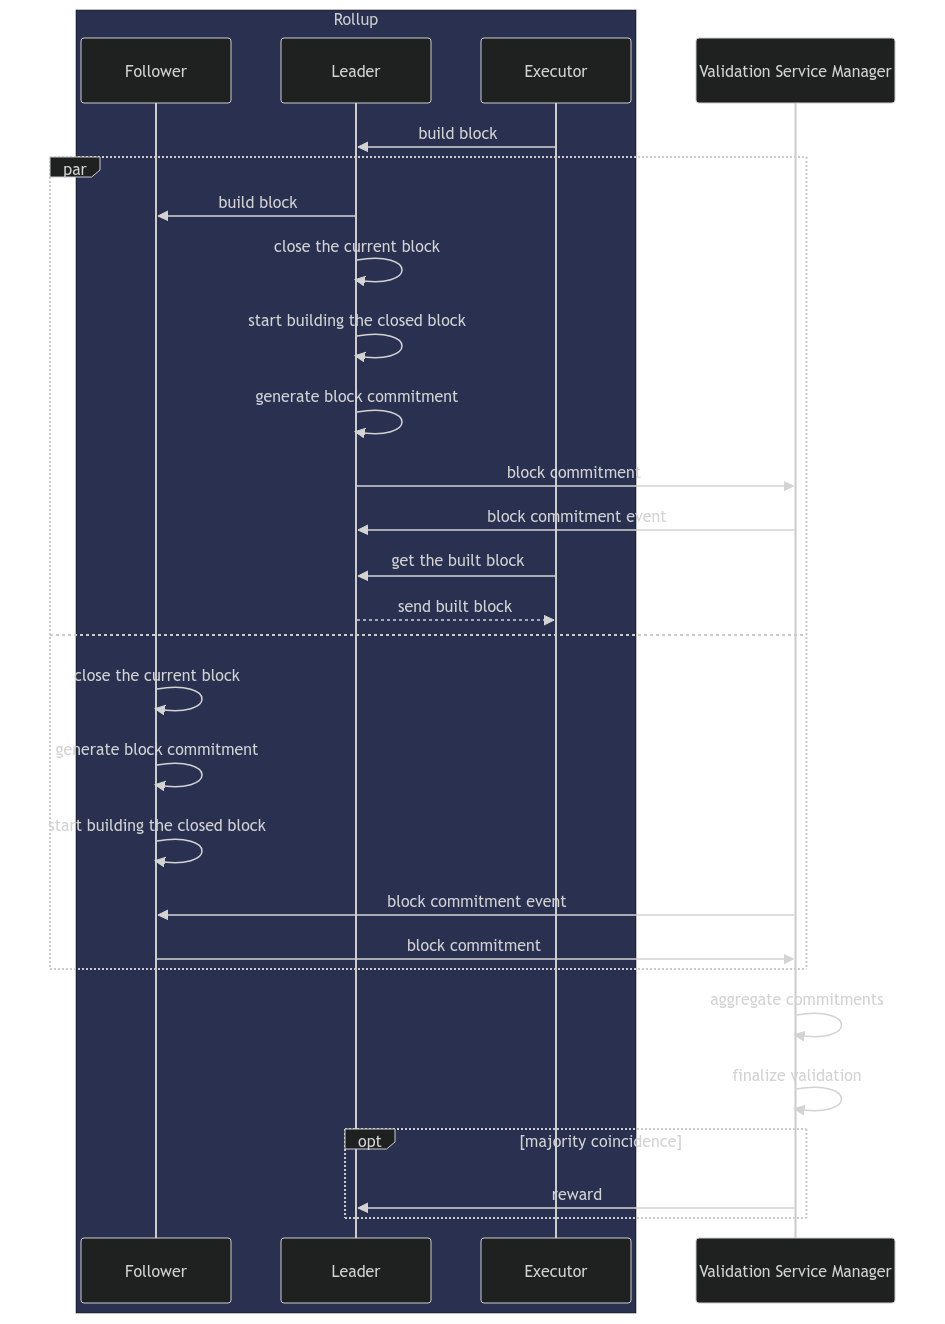 Rollup
Follower
Leader
Executor
Validation Service Manager
build block
par
build block
close the current block
start building the closed block
generate block commitment
block commitment
block commitment event
get the built block
send built block
close the current block
generate block commitment
start building the closed block
block commitment event
block commitment
aggregate commitments
finalize validation
opt
[majority coincidence]
reward
Follower
Leader
Executor
Validation Service Manager